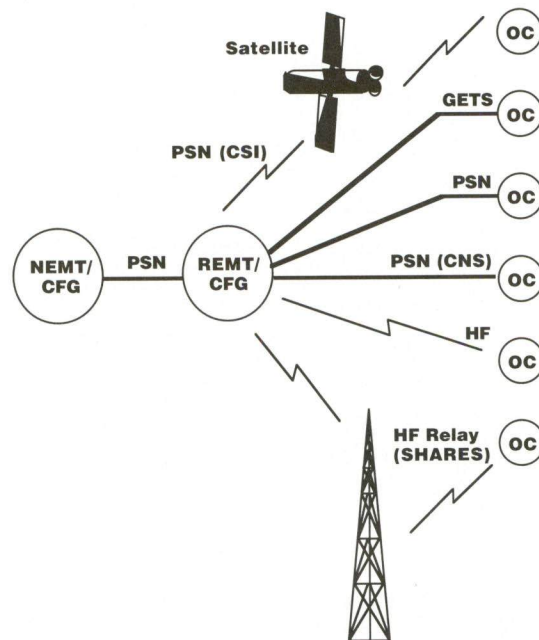 OC
Satellite
GETS
OC
PSN (CSI)
PSN
OC
NEMT/
CFG
PSN
REMT/
CFG
PSN (CNS)
OC
HF
OC
HF Relay
(SHARES)
OC